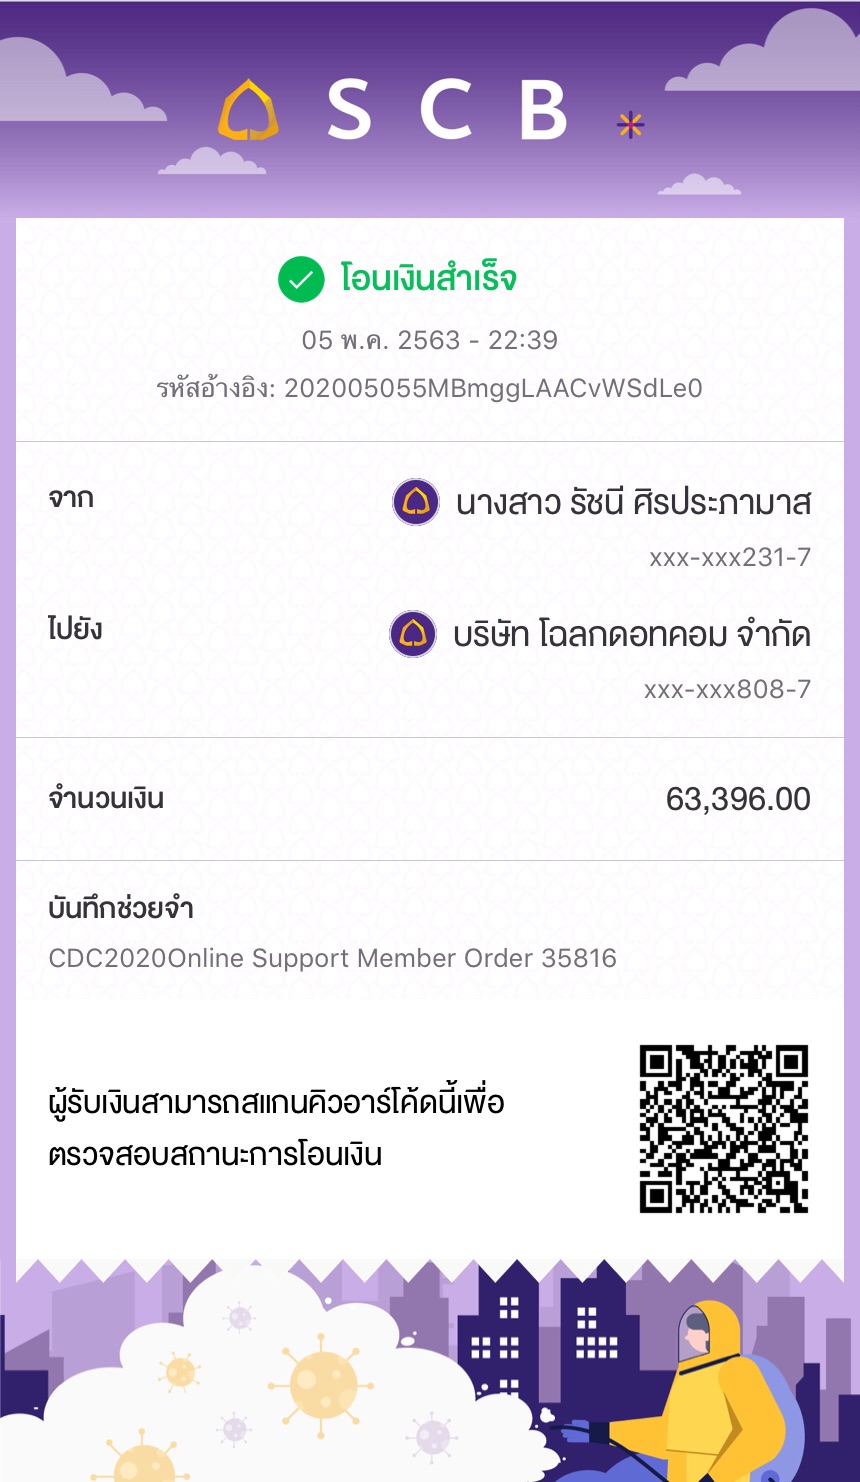 SCB
โอนเงินสำเร็จ
05 พ.ค. 2563 - 22:39
รหัสอ้างอิง: 202005055MBmggLAACvWSdLe0
จาก
นางสาว รัชนี ศิรประภามาส
xxx-xxx231-7
ไปยัง
บริษัท โฉลกดอทคอม จำกัด
xxx-xxx808-7
จำนวนเงิน 63,396.00
บันทึกช่วยจำ
CDC2020Online Support Member Order 35816
ผู้รับเงินสามารถสแกนคิวอาร์โค้ดนี้เพื่อ
ตรวจสอบสถานะการโอนเงิน